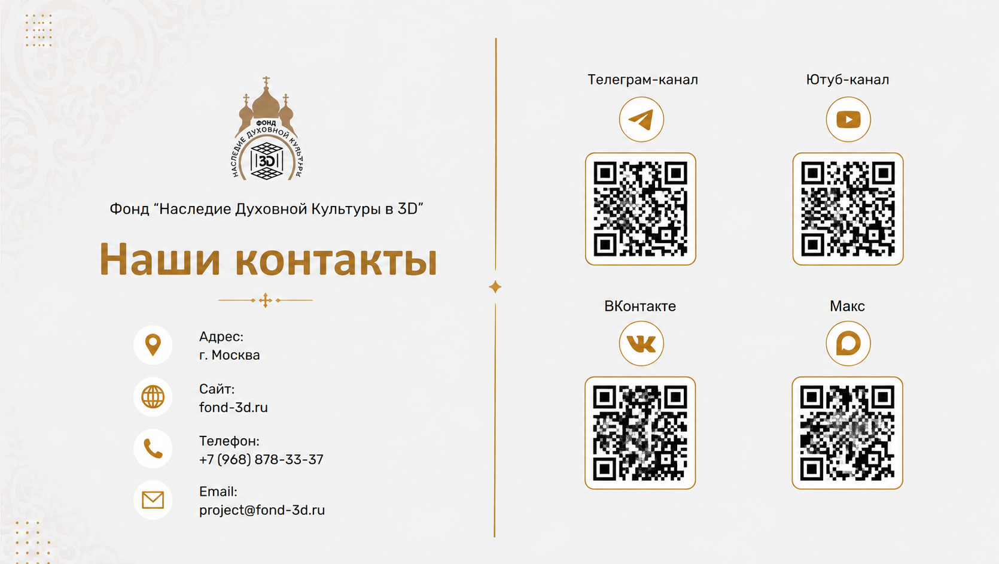 ФОНД
НАСЛЕДИЕ ДУХОВНОЙ КУЛЬТУРЫ
3D
Фонд “Наследие Духовной Культуры в 3D”
Наши контакты
Адрес:
г. Москва
Сайт:
fond-3d.ru
Телефон:
+7 (968) 878-33-37
Email:
project@fond-3d.ru
Телеграм-канал
Ютуб-канал
ВКонтакте
Макс